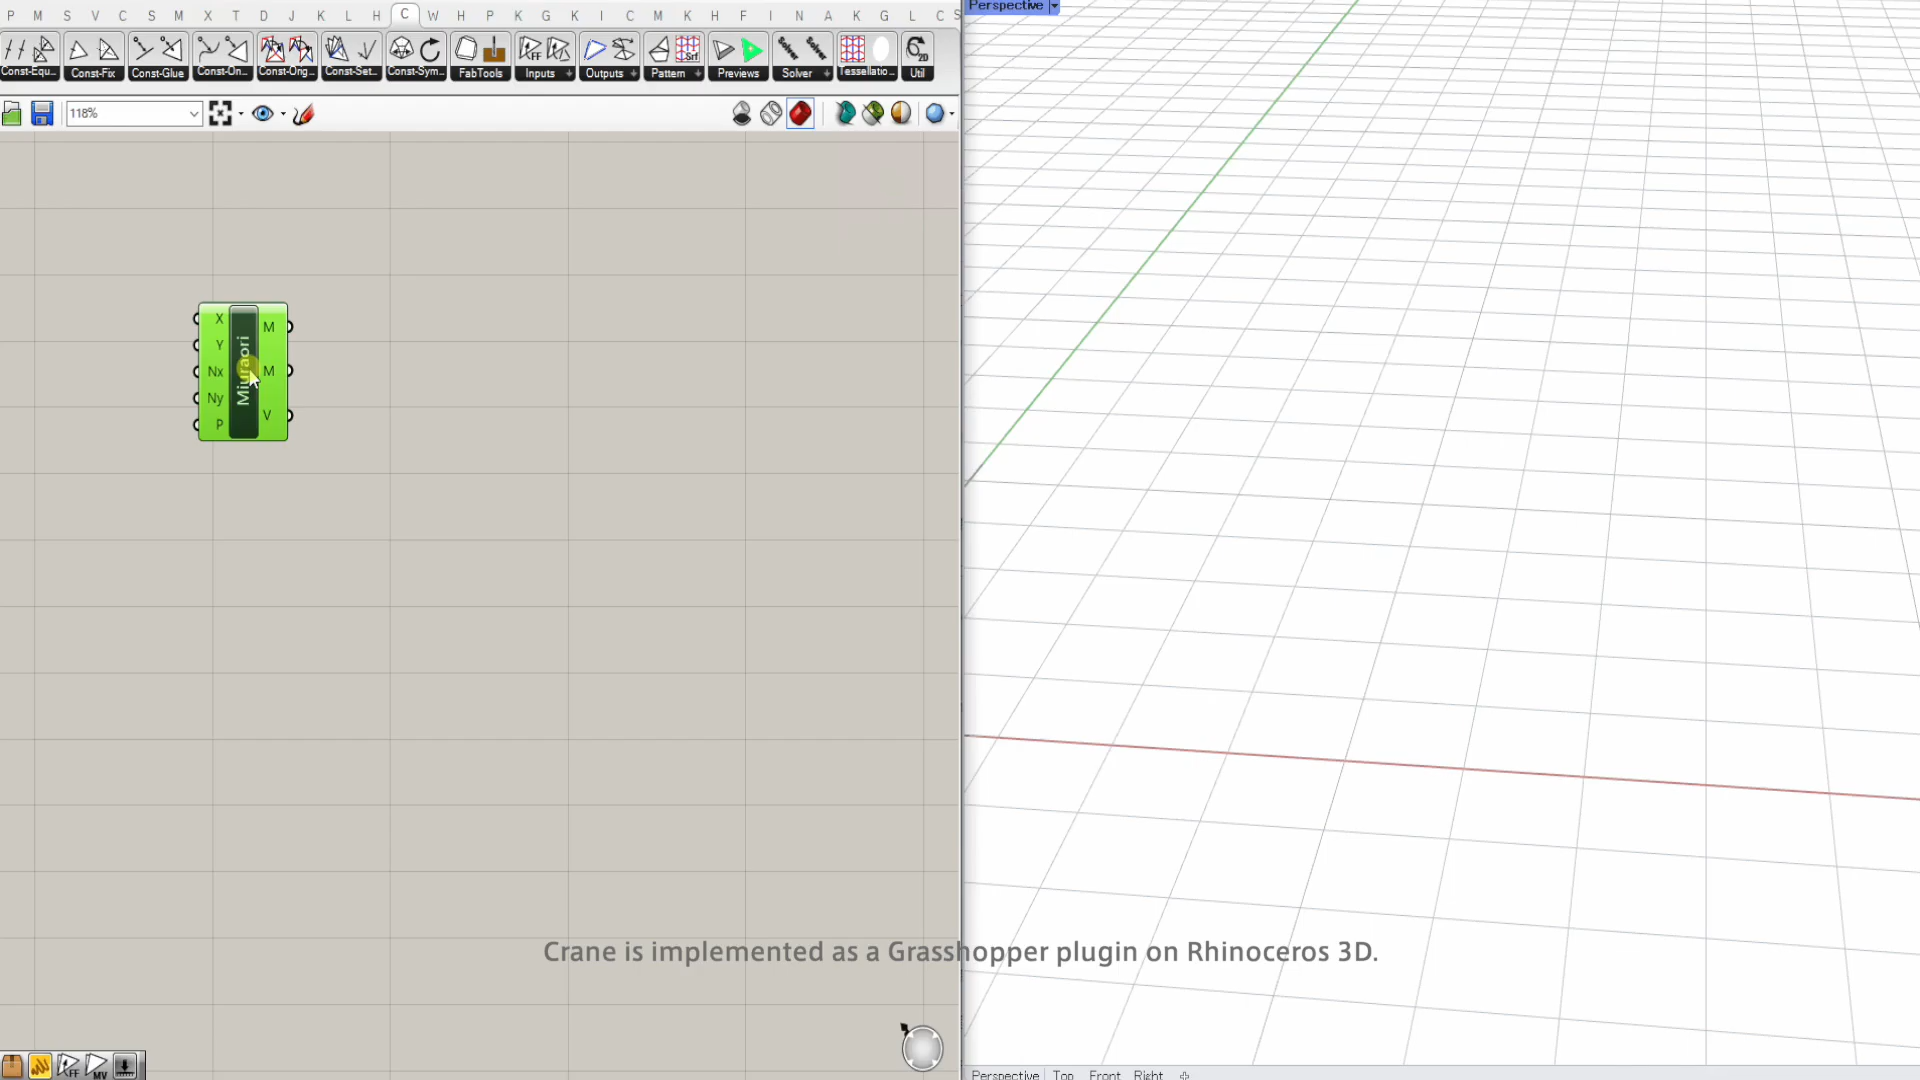 P M S V C S M X T D J K L H C W H P K G K I C M K H F I N A K G L C S
Const-Equ... Const-Fix Const-Glue Const-On... Const-Orig... Const-Set... Const-Sym... FabTools Inputs Outputs Pattern Previews Solver Tessellatio... Util
118%
Perspective
X
Y
Nx
Ny
P
Miuraori
M
M
V
Crane is implemented as a Grasshopper plugin on Rhinoceros 3D.
Perspective Top Front Right